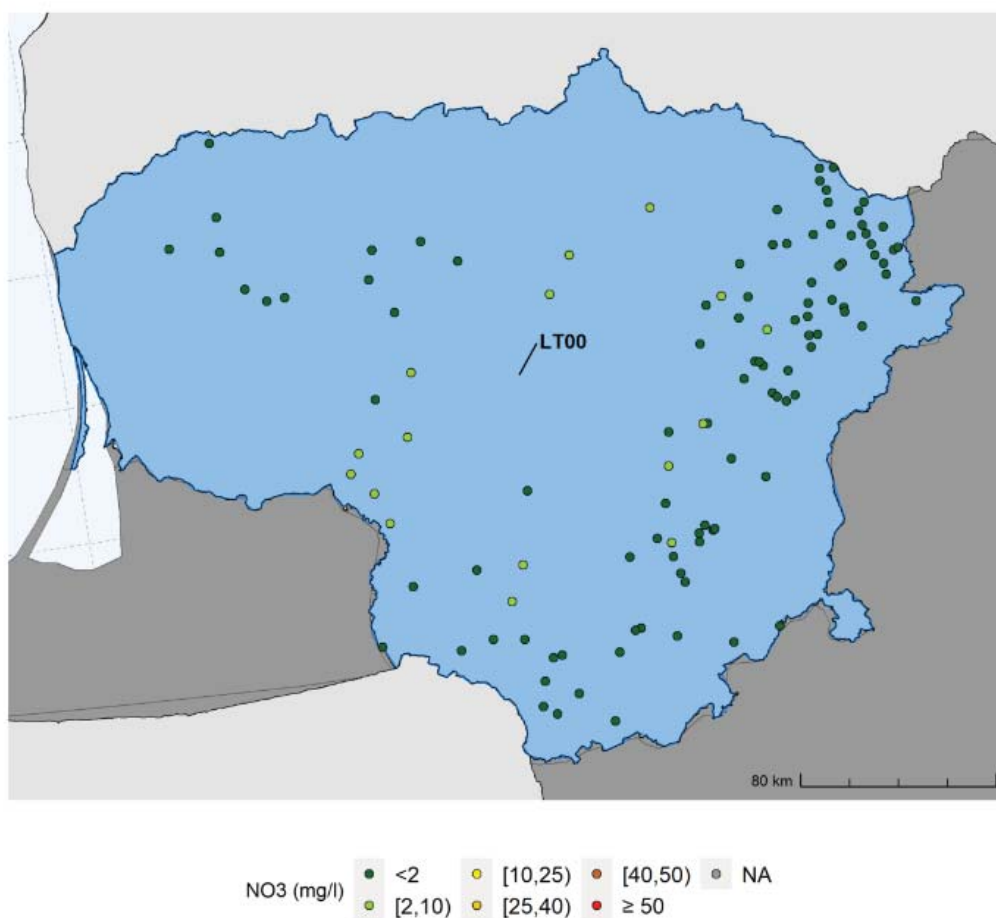 LT00
80 km
NO3 (mg/l)
<2
[10,25)
[40,50)
NA
[2,10)
[25,40)
≥ 50